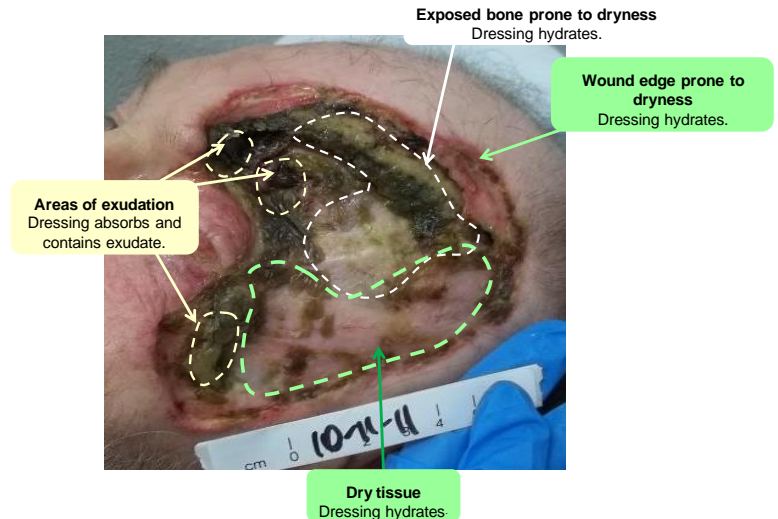 Exposed bone prone to dryness
Dressing hydrates.
Wound edge prone to
dryness
Dressing hydrates.
Areas of exudation
Dressing absorbs and
contains exudate.
10-11-11
cm 0 4
Dry tissue
Dressing hydrates.